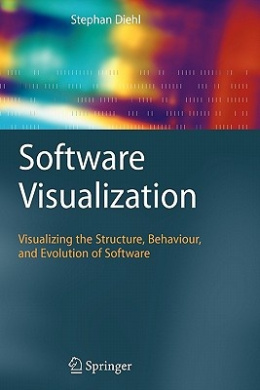 Stephan Diehl
Software
Visualization
Visualizing the Structure, Behaviour,
and Evolution of Software
Springer